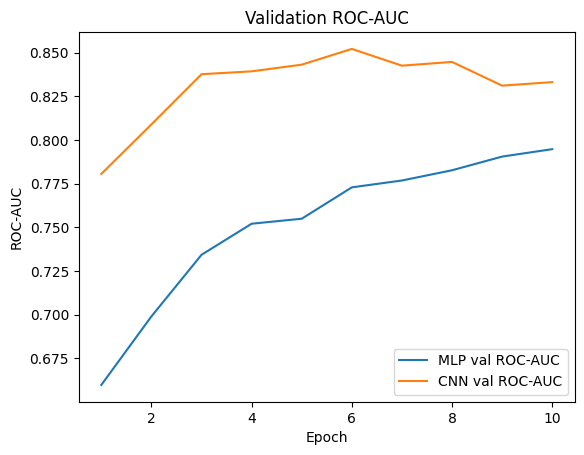 Validation ROC-AUC
0.850
0.825
0.800
0.775
0.750
0.725
0.700
0.675
ROC-AUC
2 4 6 8 10
Epoch
MLP val ROC-AUC
CNN val ROC-AUC